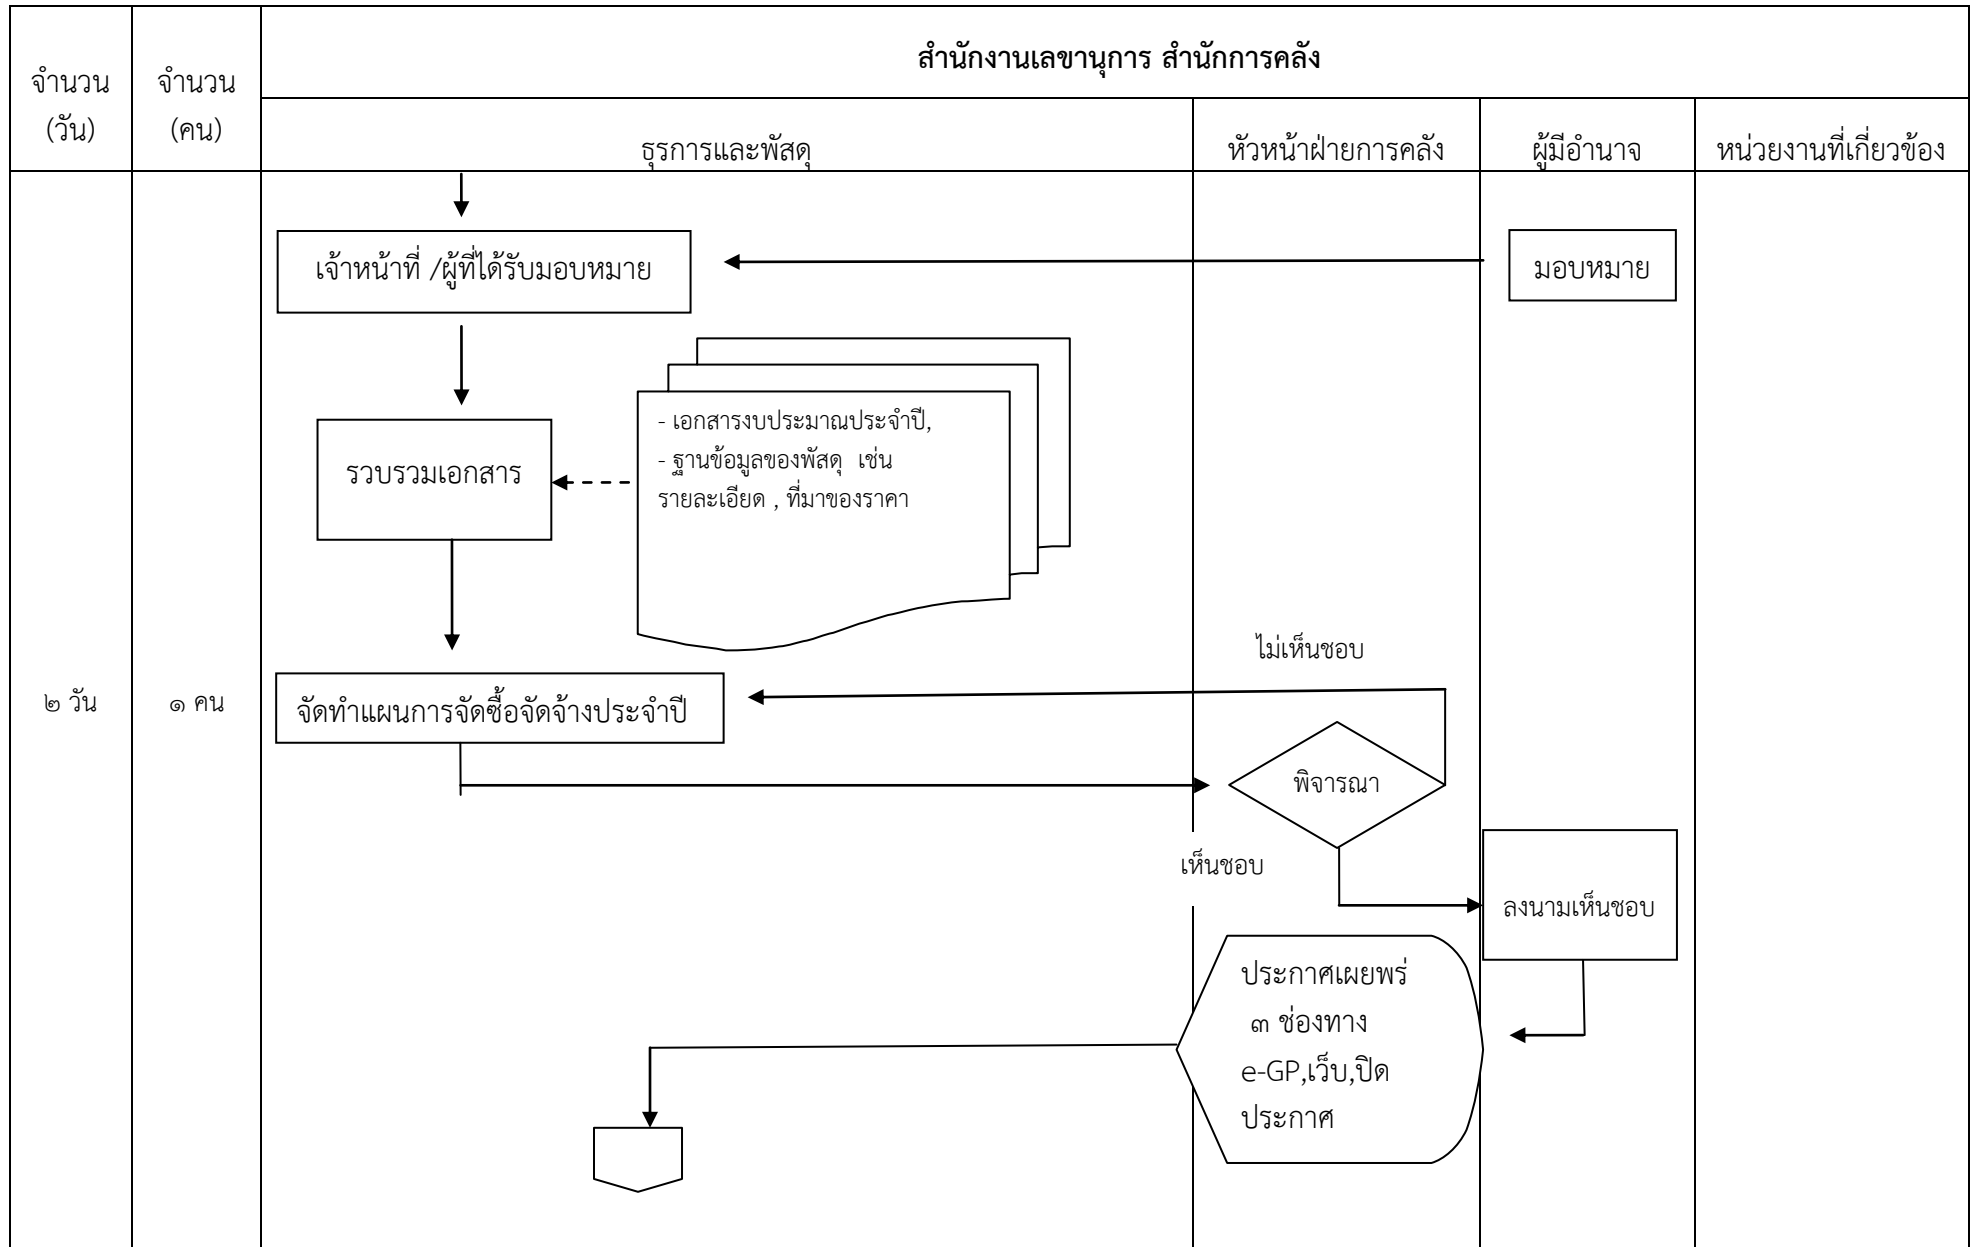 จำนวน
(วัน)
จำนวน
(คน)
สำนักงานเลขานุการ สำนักการคลัง
ธุรการและพัสดุ
หัวหน้าฝ่ายการคลัง
ผู้มีอำนาจ
หน่วยงานที่เกี่ยวข้อง
เจ้าหน้าที่ /ผู้ที่ได้รับมอบหมาย
มอบหมาย
- เอกสารงบประมาณประจำปี,
- ฐานข้อมูลของพัสดุ เช่น
รายละเอียด , ที่มาของราคา
รวบรวมเอกสาร
ไม่เห็นชอบ
๒ วัน
๑ คน
จัดทำแผนการจัดซื้อจัดจ้างประจำปี
พิจารณา
เห็นชอบ
ลงนามเห็นชอบ
ประกาศเผยพร่
๓ ช่องทาง
e-GP,เว็บ,ปิด
ประกาศ